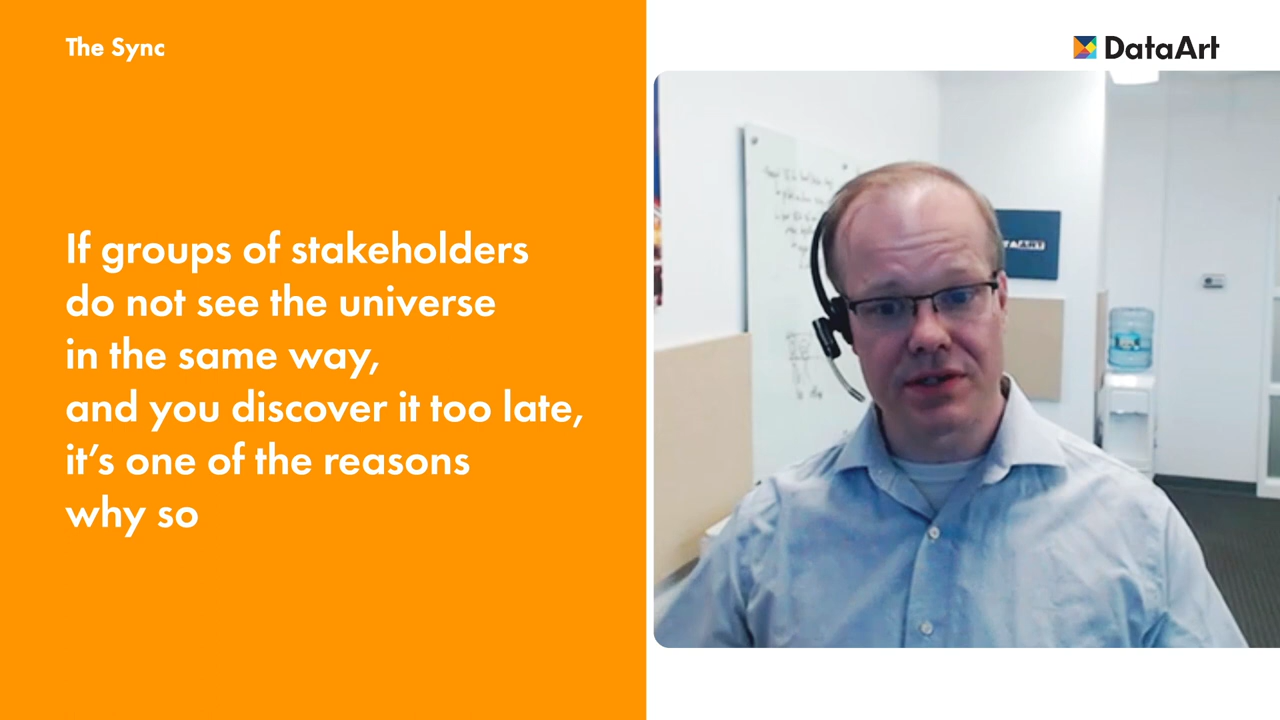 The Sync
DataArt
If groups of stakeholders
do not see the universe
in the same way,
and you discover it too late,
it's one of the reasons
why so